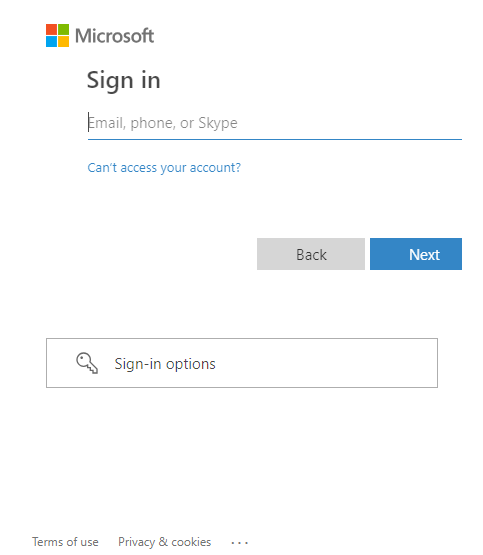 Microsoft
Sign in
Email, phone, or Skype
Can't access your account?
Back Next
Sign-in options
Terms of use Privacy & cookies ...